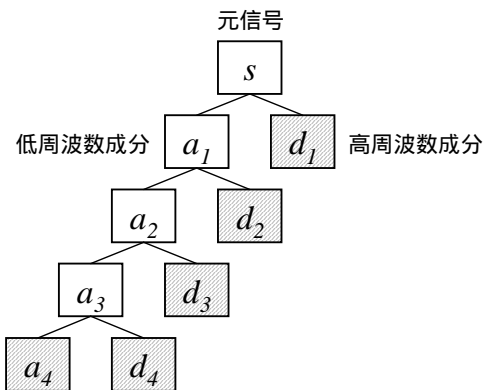 元信号
s
低周波数成分 a₁ d₁ 高周波数成分
a₂ d₂
a₃ d₃
a₄ d₄